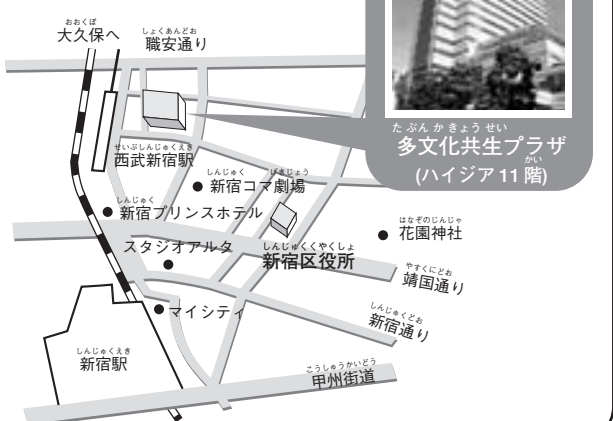 おおくぼ
大久保へ
しょくあんどお
職安通り
たぶんかきょうせい
多文化共生プラザ
かい
(ハイジア11階)
せいぶしんじゅくえき
西武新宿駅
しんじゅく げきじょう
新宿コマ劇場
しんじゅく
新宿プリンスホテル
はなぞのじんじゃ
花園神社
スタジオアルタ
しんじゅくくやくしょ
新宿区役所
やすくにどお
靖国通り
マイシティ
しんじゅくどお
新宿通り
しんじゅくえき
新宿駅
こうしゅうかいどう
甲州街道